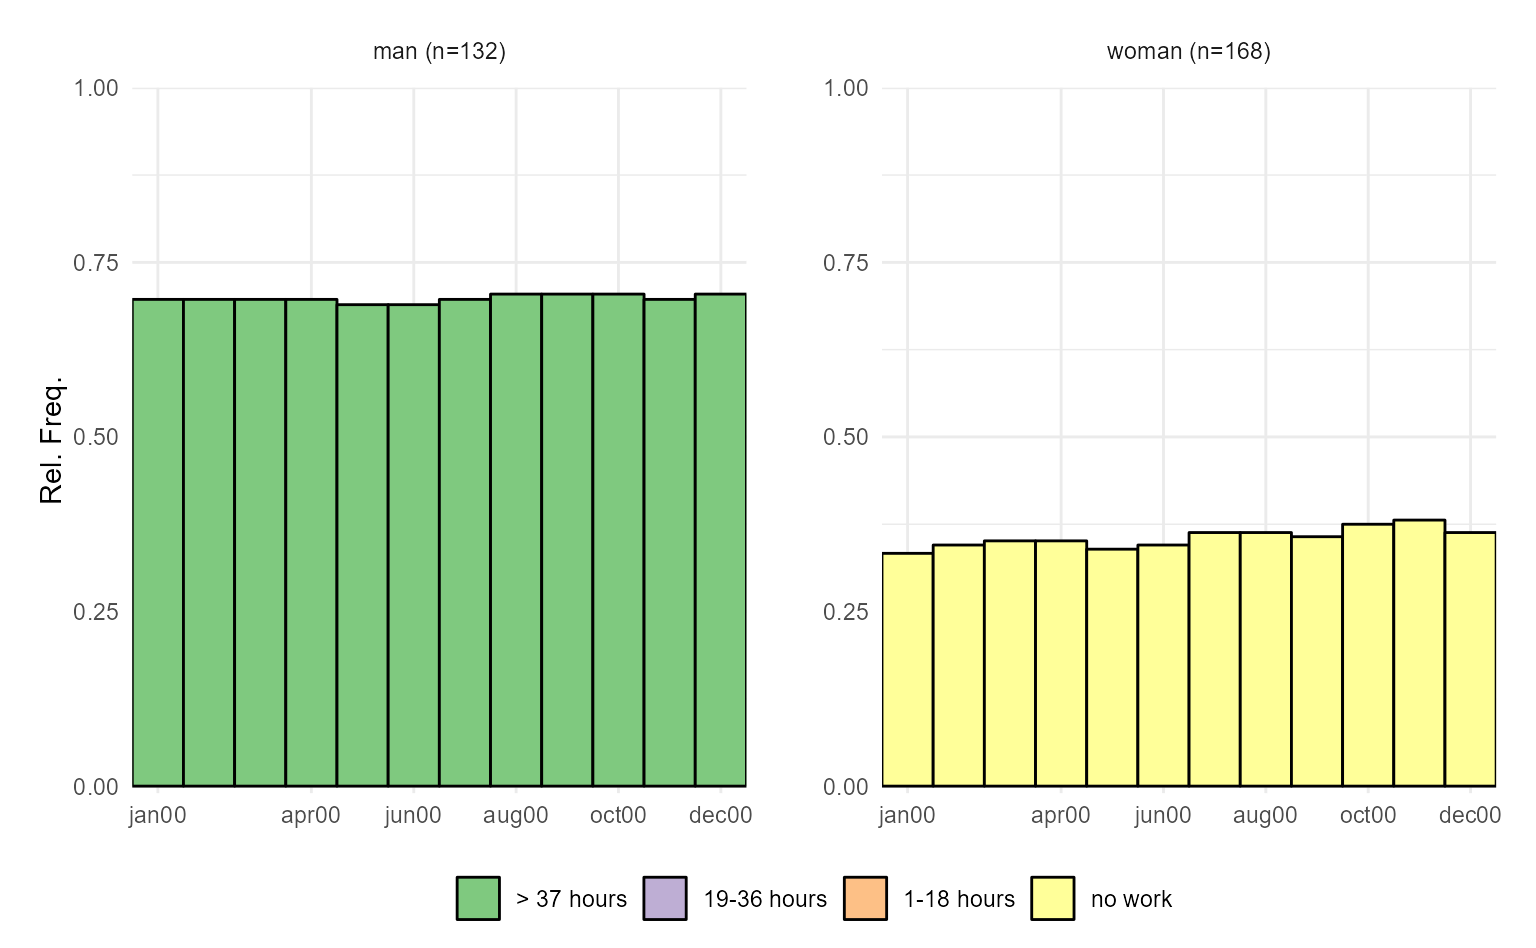 man (n=132) woman (n=168)
1.00 1.00
0.75 0.75
0.50 0.50
0.25 0.25
0.00 0.00
Rel. Freq.
jan00 apr00 jun00 aug00 oct00 dec00 jan00 apr00 jun00 aug00 oct00 dec00
> 37 hours 19-36 hours 1-18 hours no work